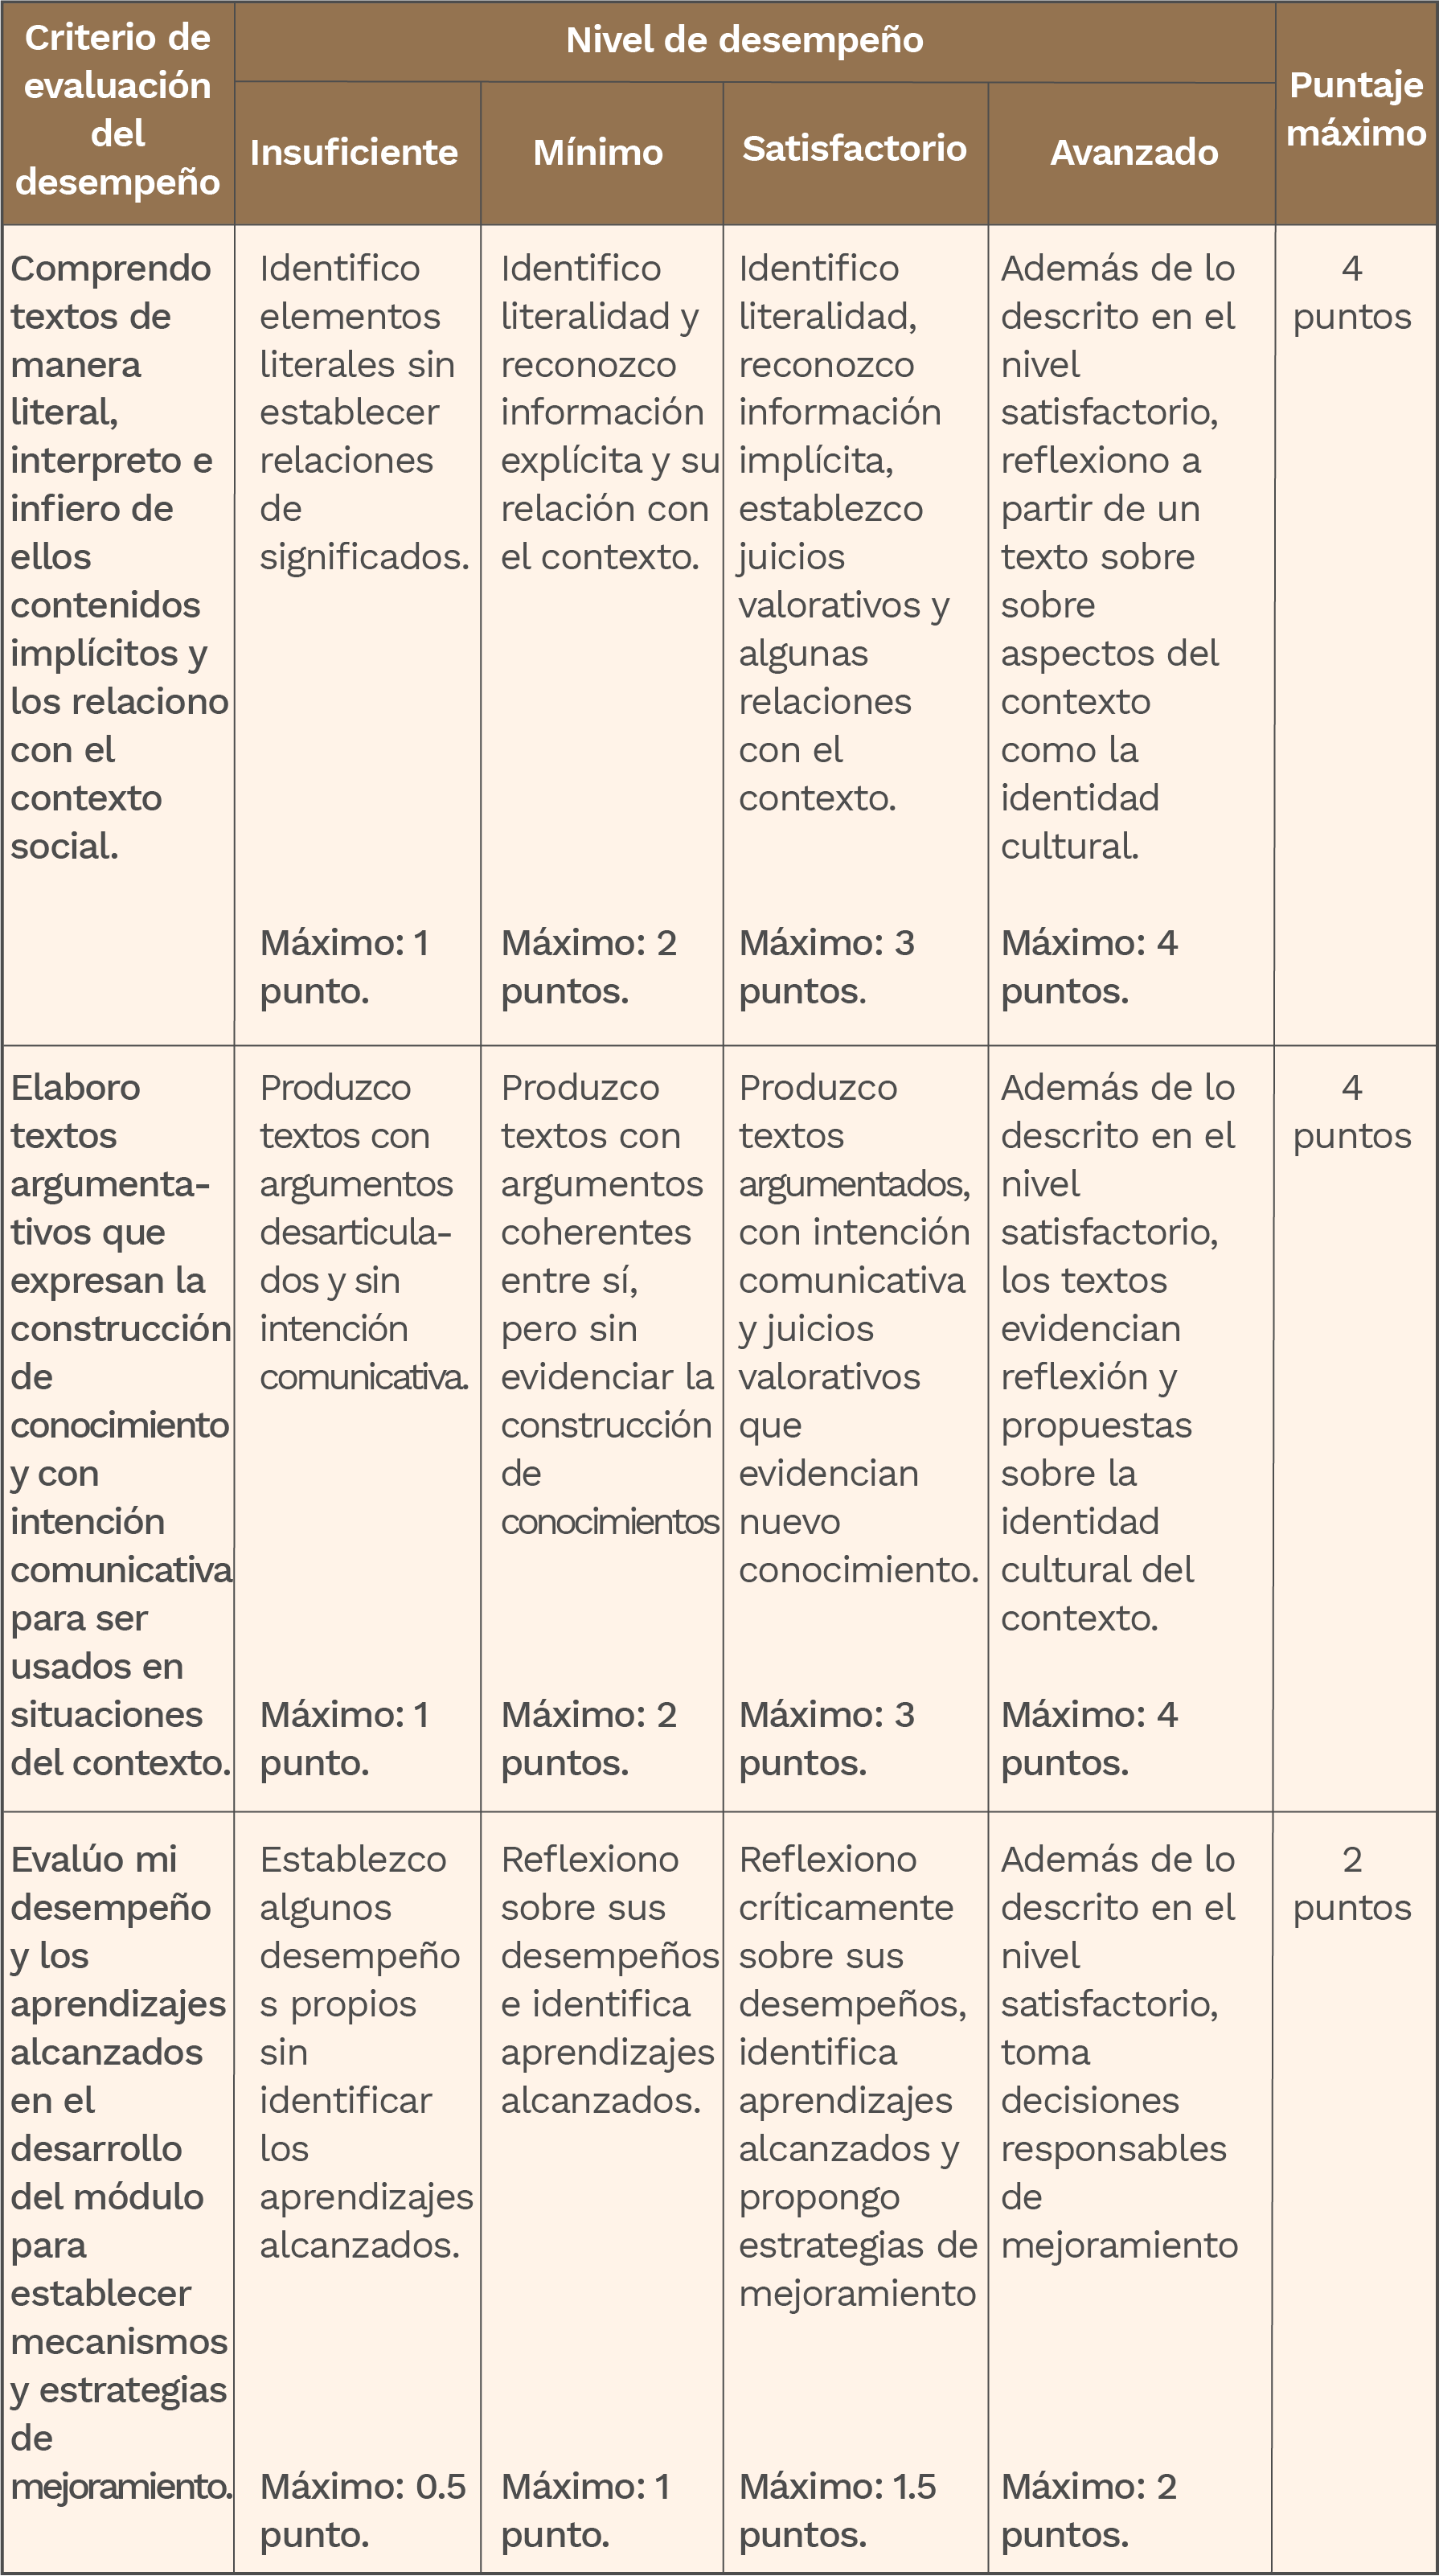 Criterio de
evaluación
del
desempeño
Nivel de desempeño
Puntaje
máximo
Insuficiente
Mínimo
Satisfactorio
Avanzado
Comprendo
textos de
manera
literal,
interpreto e
infiero de
ellos
contenidos
implícitos y
los relaciono
con el
contexto
social.
Identifico
elementos
literales sin
establecer
relaciones
de
significados.
Máximo: 1
punto.
Identifico
literalidad y
reconozco
información
explícita y su
relación con
el contexto.
Máximo: 2
puntos.
Identifico
literalidad,
reconozco
información
implícita,
establezco
juicios
valorativos y
algunas
relaciones
con el
contexto.
Máximo: 3
puntos.
Además de lo
descrito en el
nivel
satisfactorio,
reflexiono a
partir de un
texto sobre
sobre
aspectos del
contexto
como la
identidad
cultural.
Máximo: 4
puntos.
4
puntos
Elaboro
textos
argumenta-
tivos que
expresan la
construcción
de
conocimiento
y con
intención
comunicativa
para ser
usados en
situaciones
del contexto.
Produzco
textos con
argumentos
desarticula-
dos y sin
intención
comunicativa.
Máximo: 1
punto.
Produzco
textos con
argumentos
coherentes
entre sí,
pero sin
evidenciar la
construcción
de
conocimientos
Máximo: 2
puntos.
Produzco
textos
argumentados,
con intención
comunicativa
y juicios
valorativos
que
evidencian
nuevo
conocimiento.
Máximo: 3
puntos.
Además de lo
descrito en el
nivel
satisfactorio,
los textos
evidencian
reflexión y
propuestas
sobre la
identidad
cultural del
contexto.
Máximo: 4
puntos.
4
puntos
Evalúo mi
desempeño
y los
aprendizajes
alcanzados
en el
desarrollo
del módulo
para
establecer
mecanismos
y estrategias
de
mejoramiento.
Establezco
algunos
desempeño
s propios
sin
identificar
los
aprendizajes
alcanzados.
Máximo: 0.5
punto.
Reflexiono
sobre sus
desempeños
e identifica
aprendizajes
alcanzados.
Máximo: 1
punto.
Reflexiono
críticamente
sobre sus
desempeños,
identifica
aprendizajes
alcanzados y
propongo
estrategias de
mejoramiento
Máximo: 1.5
puntos.
Además de lo
descrito en el
nivel
satisfactorio,
toma
decisiones
responsables
de
mejoramiento
Máximo: 2
puntos.
2
puntos